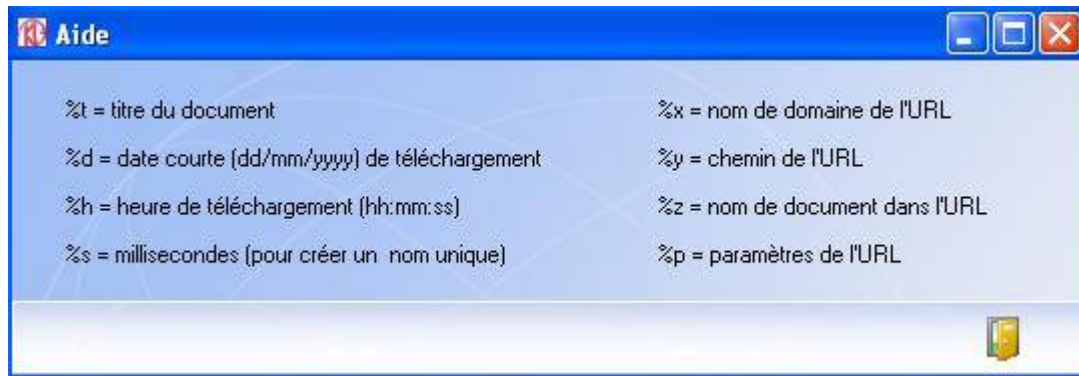 Aide
%t = titre du document
%d = date courte (dd/mm/yyyy) de téléchargement
%h = heure de téléchargement (hh:mm:ss)
%s = millisecondes (pour créer un  nom unique)
%x = nom de domaine de l'URL
%y = chemin de l'URL
%z = nom de document dans l'URL
%p = paramètres de l'URL